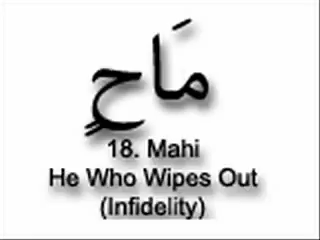 مَاحٍ
18. Mahi
He Who Wipes Out
(Infidelity)